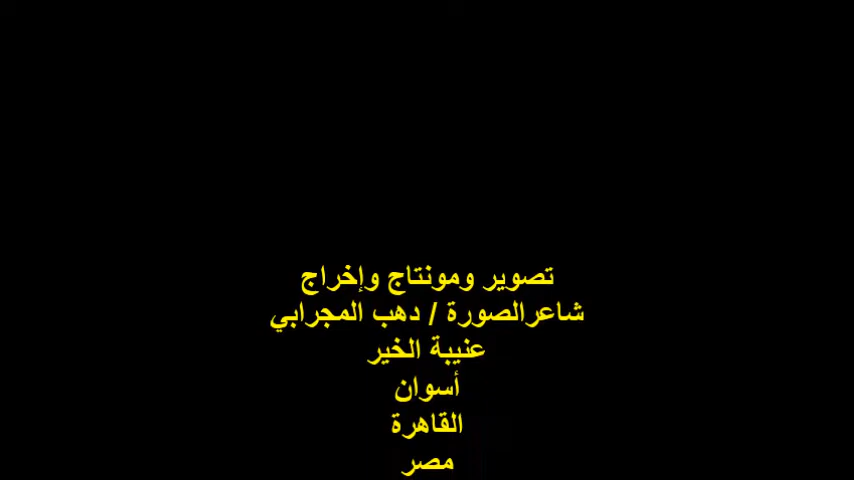 تصوير ومونتاج وإخراج
شاعرالصورة / دهب المجرابي
عنيبة الخير
أسوان
القاهرة
مصر